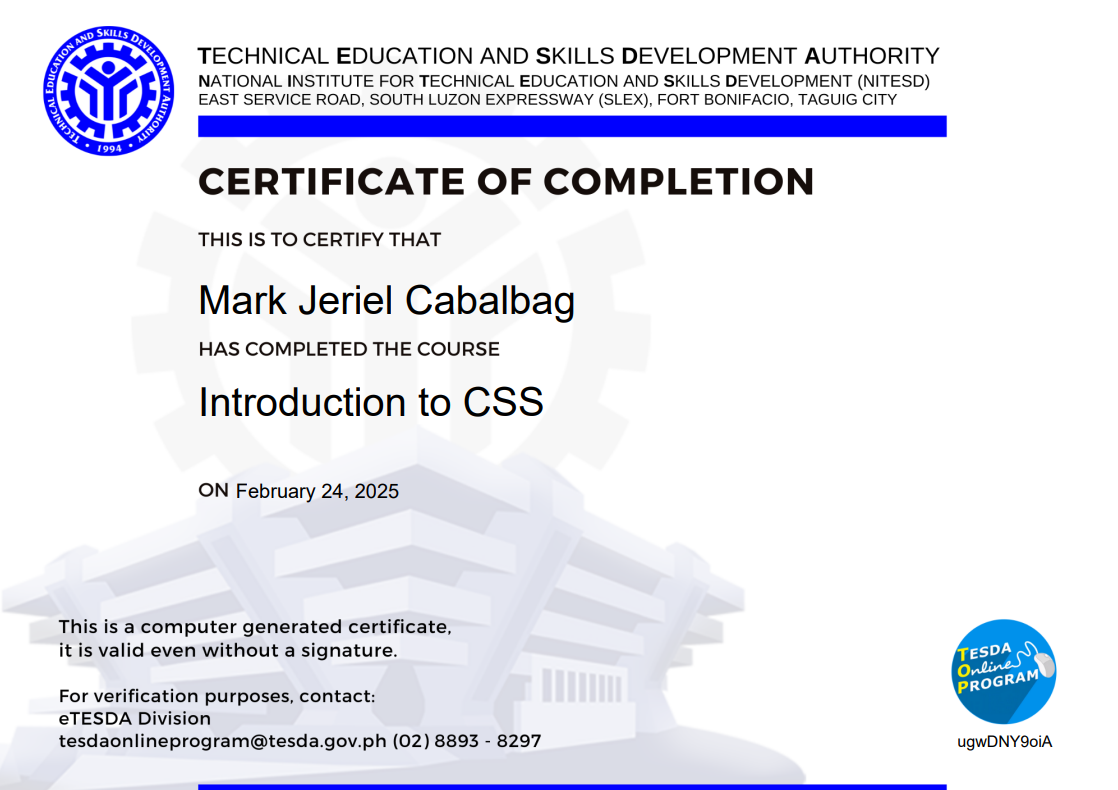 TECHNICAL EDUCATION AND SKILLS DEVELOPMENT AUTHORITY
• 1994 •
TECHNICAL EDUCATION AND SKILLS DEVELOPMENT AUTHORITY
NATIONAL INSTITUTE FOR TECHNICAL EDUCATION AND SKILLS DEVELOPMENT (NITESD)
EAST SERVICE ROAD, SOUTH LUZON EXPRESSWAY (SLEX), FORT BONIFACIO, TAGUIG CITY
CERTIFICATE OF COMPLETION
THIS IS TO CERTIFY THAT
Mark Jeriel Cabalbag
HAS COMPLETED THE COURSE
Introduction to CSS
ON February 24, 2025
This is a computer generated certificate,
it is valid even without a signature.
For verification purposes, contact:
eTESDA Division
tesdaonlineprogram@tesda.gov.ph (02) 8893 - 8297
TESDA
Online
PROGRAM
ugwDNY9oiA